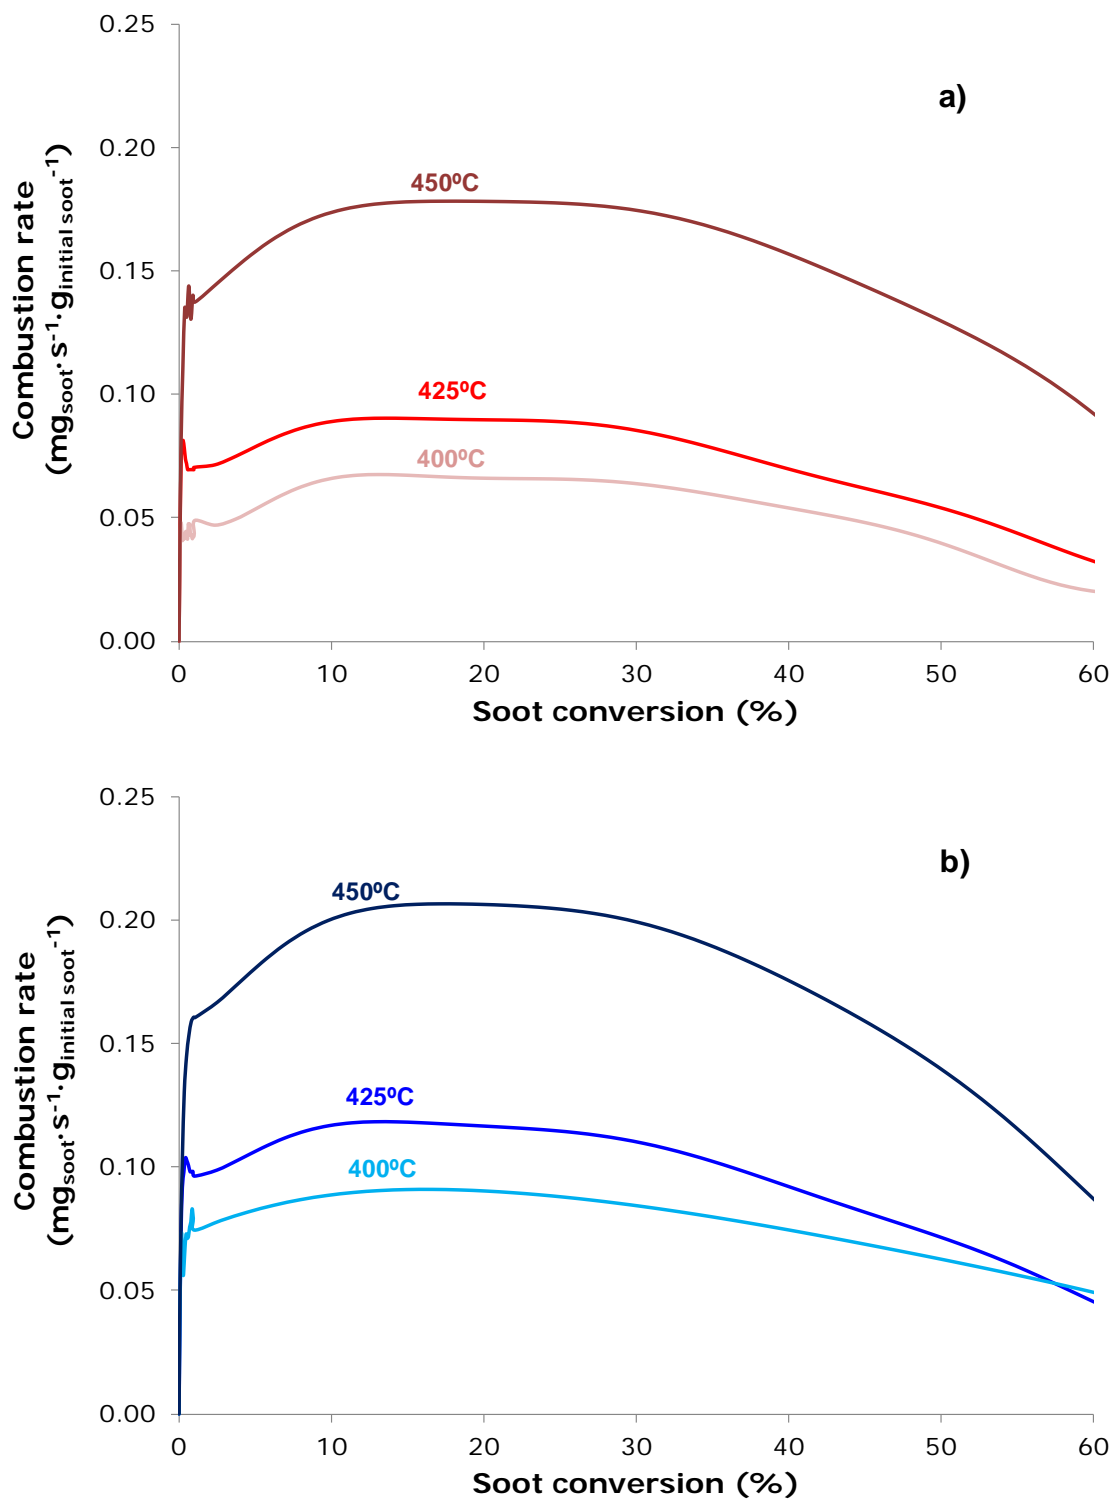 0.25
a)
0.20
450ºC
0.15
425ºC
0.10
400ºC
0.05
0.00
Combustion rate
(mgsoot·s-1·ginitial soot-1)
0 10 20 30 40 50 60
Soot conversion (%)
0.25
b)
450ºC
0.20
0.15
425ºC
0.10
400ºC
0.05
0.00
Combustion rate
(mgsoot·s-1·ginitial soot-1)
0 10 20 30 40 50 60
Soot conversion (%)